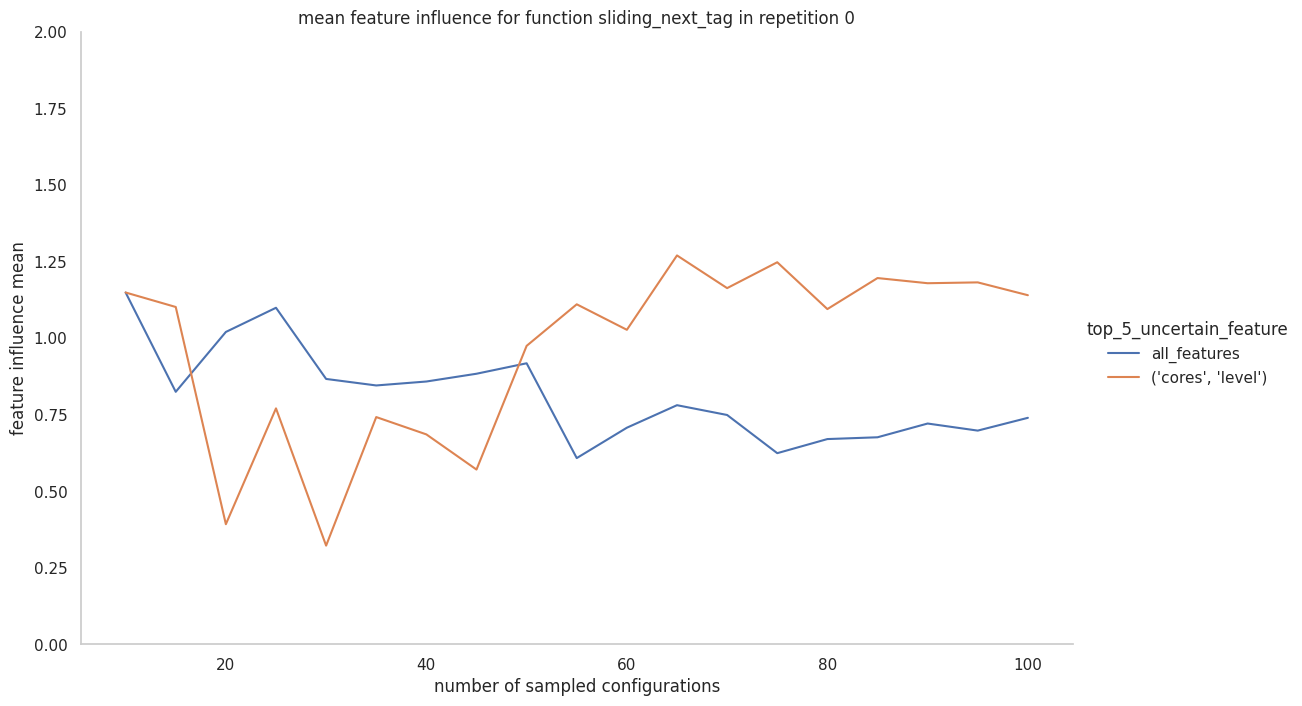 mean feature influence for function sliding_next_tag in repetition 0
2.00
1.75
1.50
1.25
1.00
0.75
0.50
0.25
0.00
feature influence mean
20 40 60 80 100
number of sampled configurations
top_5_uncertain_feature
all_features
('cores', 'level')